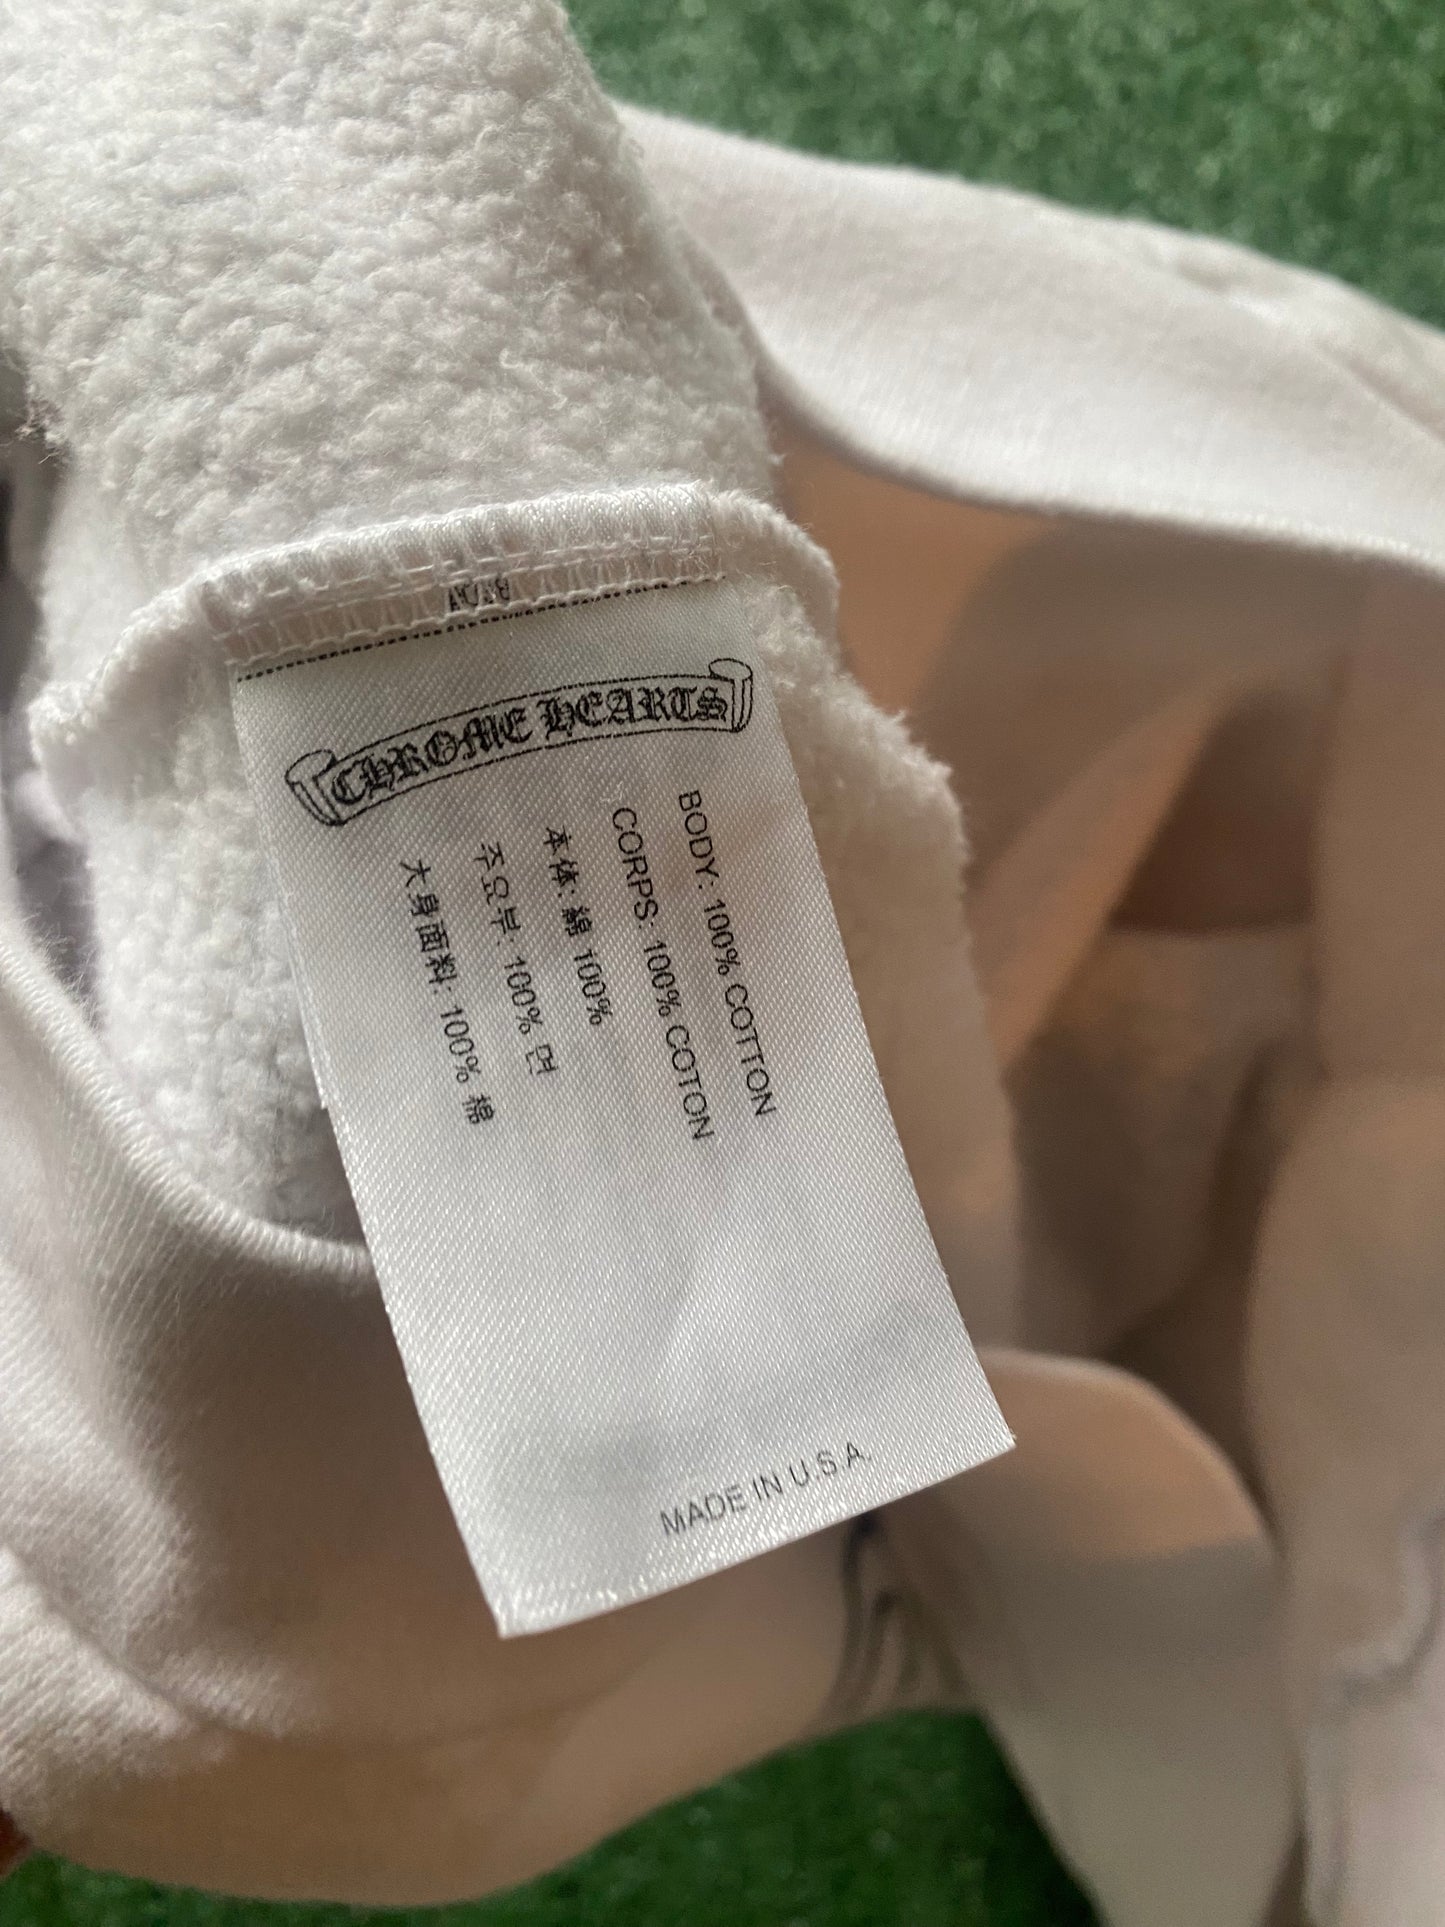 CHROME HEARTS
BODY: 100% COTTON
CORPS: 100% COTON
本体: 綿 100%
주요부: 100% 면
大身面料: 100% 棉
MADE IN U.S.A.